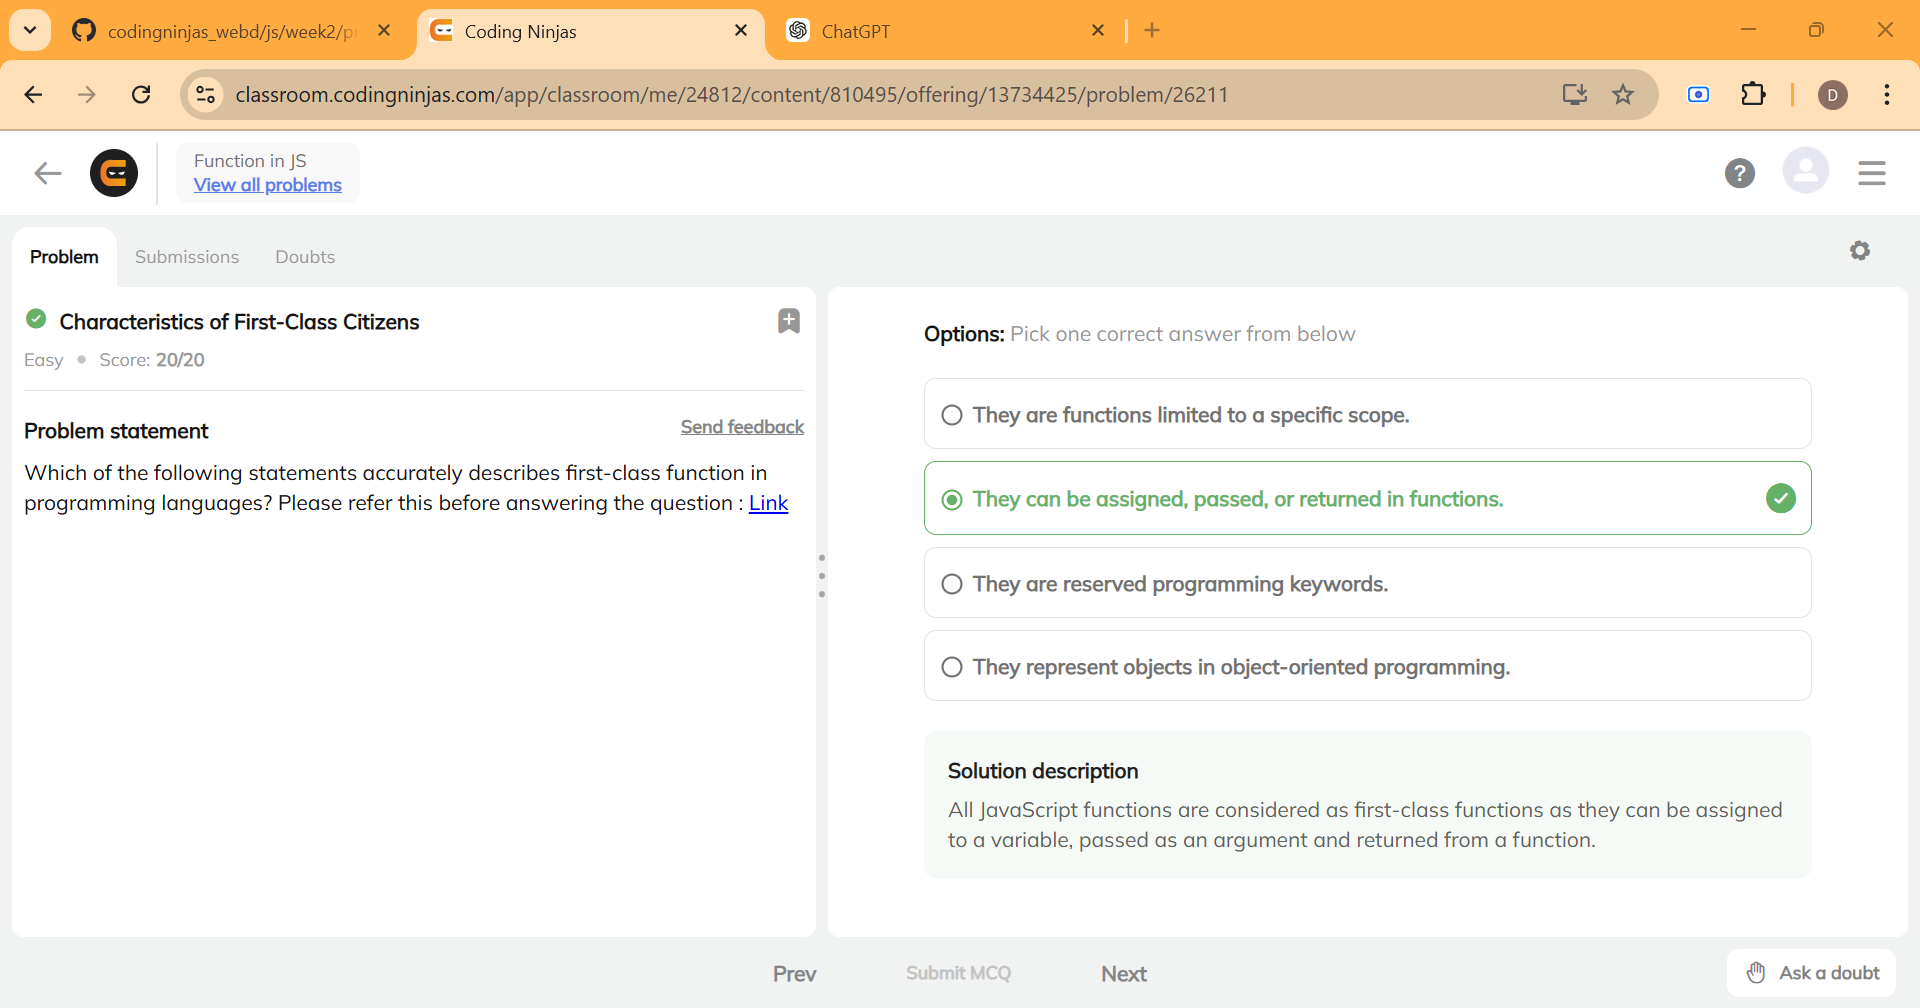 codingninjas_webd/js/week2/pr
Coding Ninjas
ChatGPT
classroom.codingninjas.com/app/classroom/me/24812/content/810495/offering/13734425/problem/26211
D
Function in JS
View all problems
?
Problem
Submissions
Doubts
Characteristics of First-Class Citizens
Easy
Score: 20/20
Problem statement
Send feedback
Which of the following statements accurately describes first-class function in
programming languages? Please refer this before answering the question : Link
Options: Pick one correct answer from below
They are functions limited to a specific scope.
They can be assigned, passed, or returned in functions.
They are reserved programming keywords.
They represent objects in object-oriented programming.
Solution description
All JavaScript functions are considered as first-class functions as they can be assigned
to a variable, passed as an argument and returned from a function.
Prev
Submit MCQ
Next
Ask a doubt